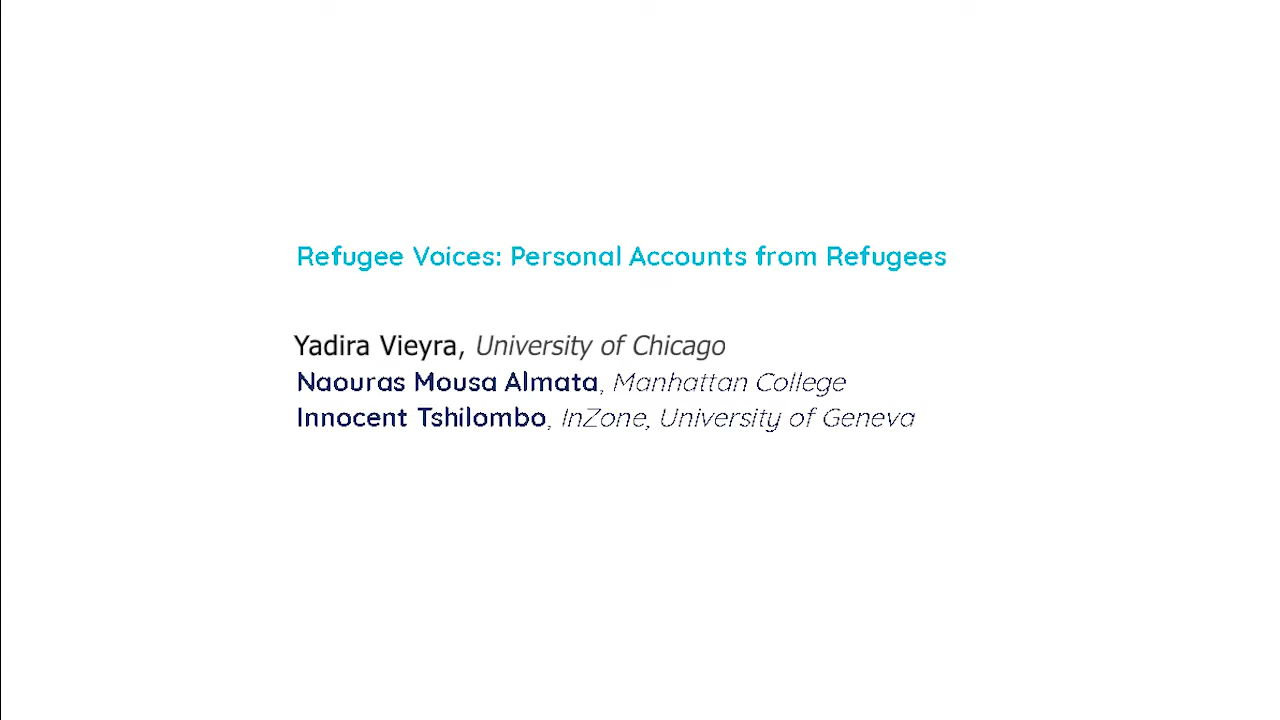 Refugee Voices: Personal Accounts from Refugees
Yadira Vieyra, University of Chicago
Naouras Mousa Almata, Manhattan College
Innocent Tshilombo, InZone, University of Geneva